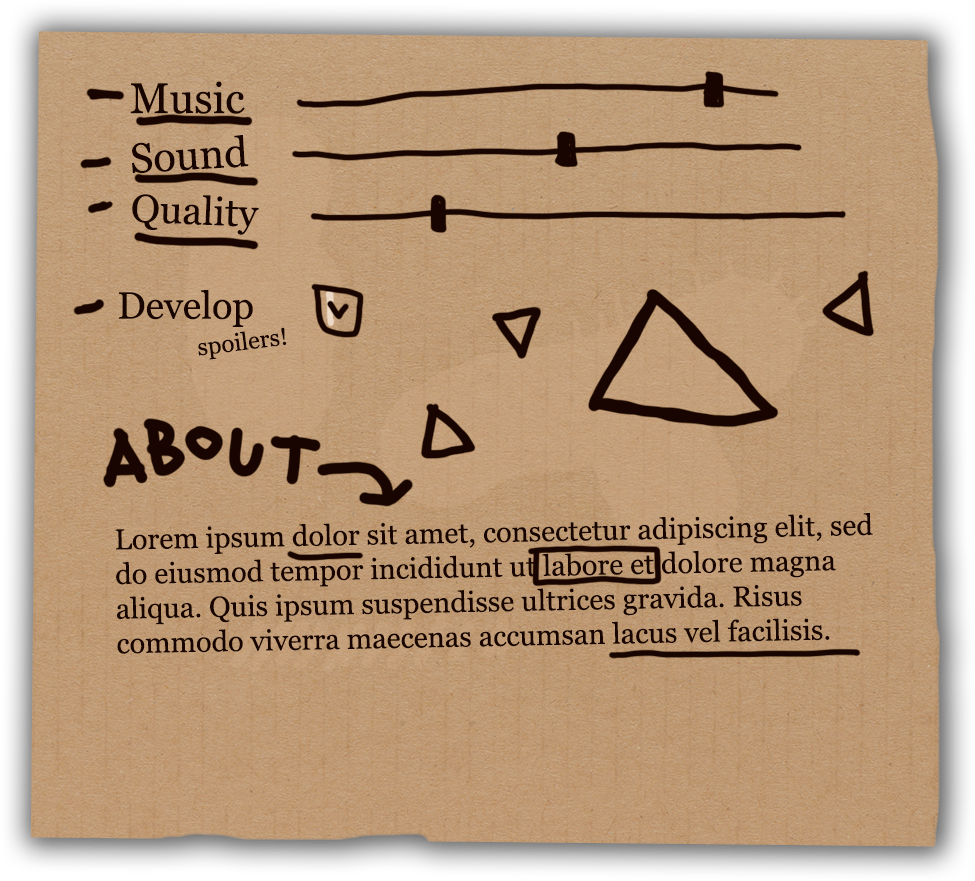 Music
Sound
Quality
Develop
spoilers!
ABOUT
Lorem ipsum dolor sit amet, consectetur adipiscing elit, sed
do eiusmod tempor incididunt ut labore et dolore magna
aliqua. Quis ipsum suspendisse ultrices gravida. Risus
commodo viverra maecenas accumsan lacus vel facilisis.